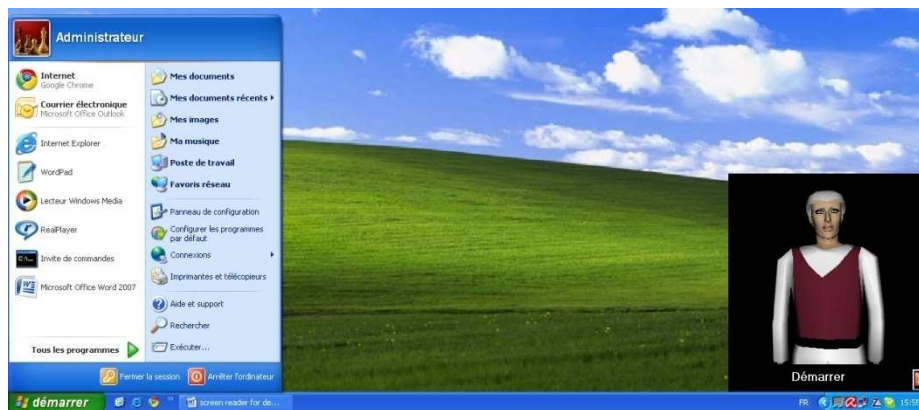 Administrateur
Internet
Google Chrome
Courrier électronique
Microsoft Office Outlook
Internet Explorer
WordPad
Lecteur Windows Media
RealPlayer
Invite de commandes
Microsoft Office Word 2007
Tous les programmes
Mes documents
Mes documents récents
Mes images
Ma musique
Poste de travail
Favoris réseau
Panneau de configuration
Configurer les programmes
par défaut
Connexions
Imprimantes et télécopieurs
Aide et support
Rechercher
Exécuter...
Fermer la session
Arrêter l'ordinateur
Démarrer
démarrer
screen reader for de...
FR